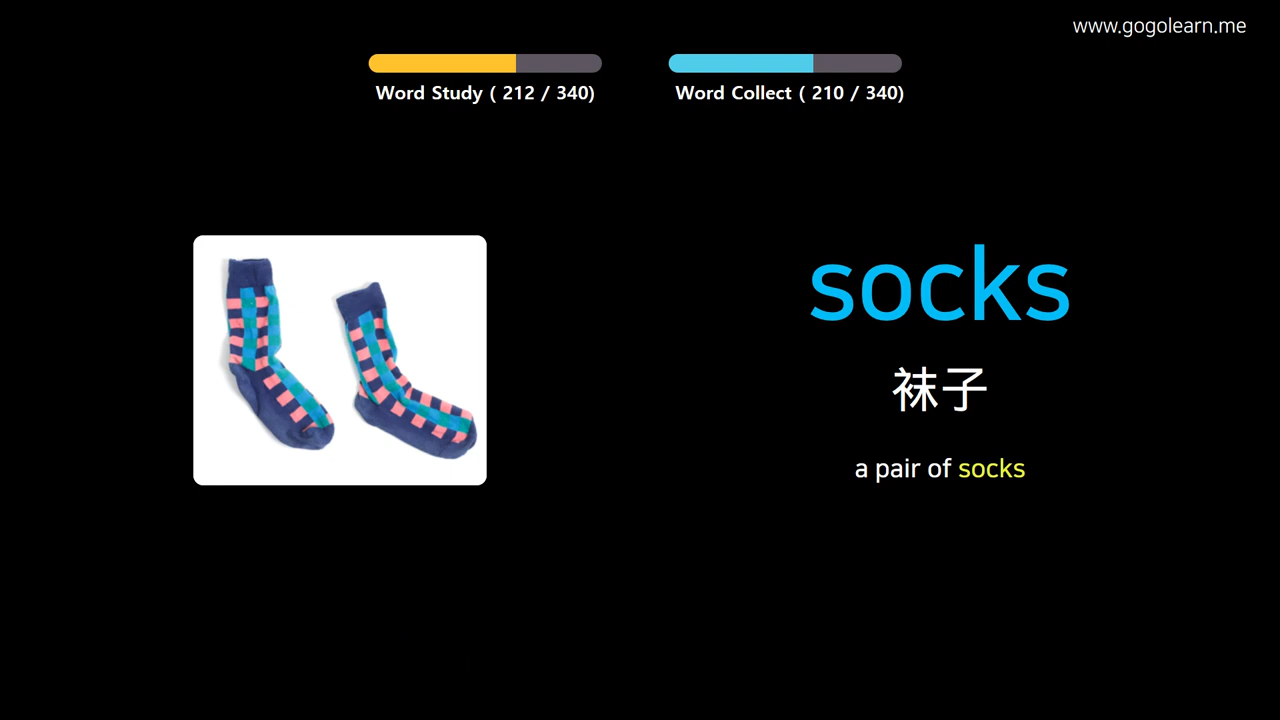 www.gogolearn.me
Word Study ( 212 / 340)
Word Collect ( 210 / 340)
socks
袜子
a pair of socks